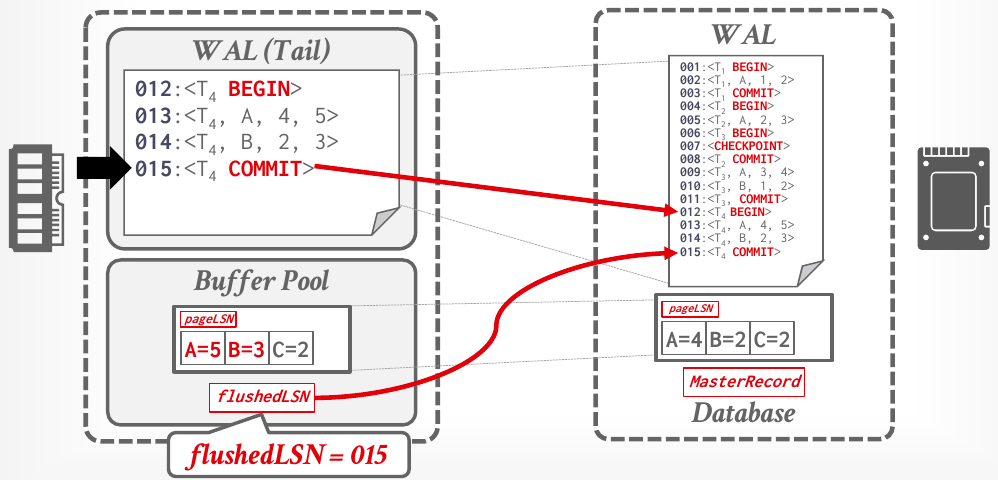 WAL (Tail)
012:<T4 BEGIN>
013:<T4, A, 4, 5>
014:<T4, B, 2, 3>
015:<T4 COMMIT>
Buffer Pool
pageLSN
A=5 B=3 C=2
flushedLSN
flushedLSN = 015
WAL
001:<T1 BEGIN>
002:<T1, A, 1, 2>
003:<T1 COMMIT>
004:<T2 BEGIN>
005:<T2, A, 2, 3>
006:<T3 BEGIN>
007:<CHECKPOINT>
008:<T2 COMMIT>
009:<T3, A, 3, 4>
010:<T3, B, 1, 2>
011:<T3, COMMIT>
012:<T4 BEGIN>
013:<T4, A, 4, 5>
014:<T4, B, 2, 3>
015:<T4 COMMIT>
pageLSN
A=4 B=2 C=2
MasterRecord
Database